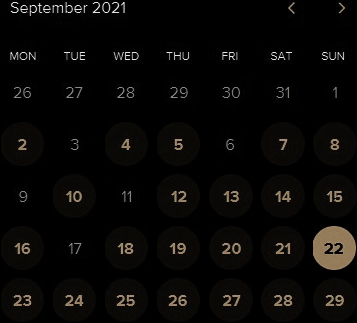 September 2021
MON TUE WED THU FRI SAT SUN
26 27 28 29 30 31 1
2 3 4 5 6 7 8
9 10 11 12 13 14 15
16 17 18 19 20 21 22
23 24 25 26 27 28 29